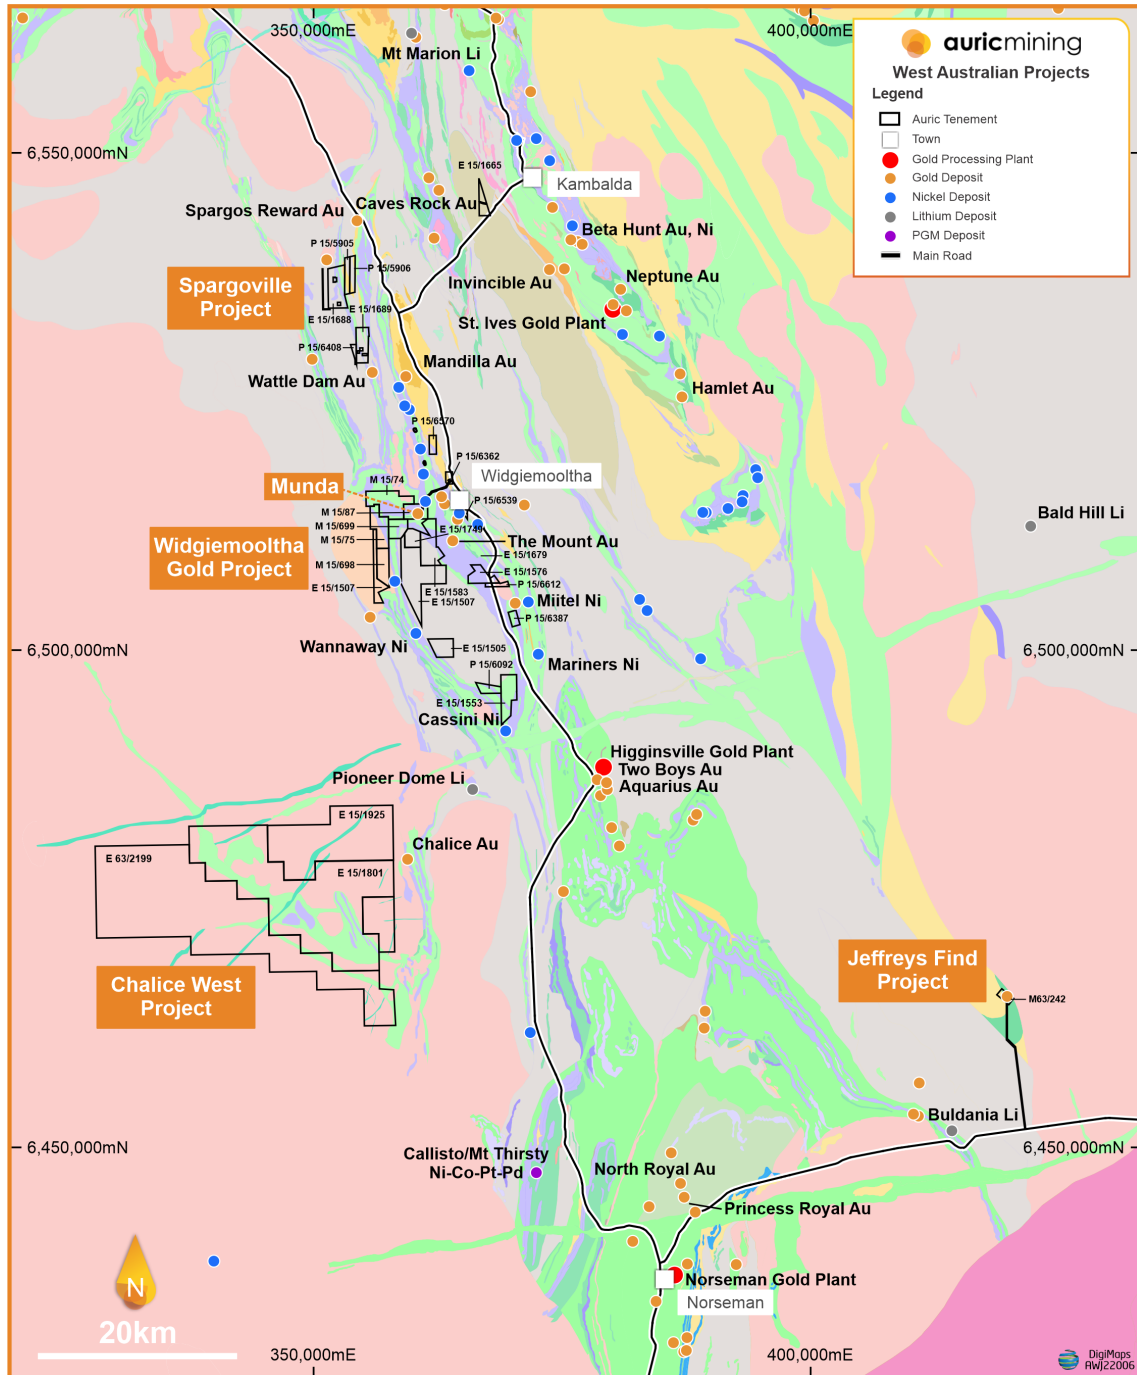 350,000mE
400,000mE
Mt Marion Li
auricmining
West Australian Projects
Legend
Auric Tenement
Town
Gold Processing Plant
Gold Deposit
Nickel Deposit
Lithium Deposit
PGM Deposit
Main Road
6,550,000mN
E 15/1665
Kambalda
Caves Rock Au
Spargos Reward Au
Beta Hunt Au, Ni
P 15/5905
P 15/5906
Neptune Au
Invincible Au
Spargoville
Project
E 15/1689
E 15/1688
St. Ives Gold Plant
P 15/6408
Mandilla Au
Wattle Dam Au
Hamlet Au
P 15/6570
P 15/6362
Widgiemooltha
M 15/74
Munda
P 15/6539
M 15/87
Bald Hill Li
M 15/699
E 15/1749
M 15/75
The Mount Au
Widgiemooltha
Gold Project
E 15/1679
M 15/698
E 15/1576
P 15/6612
E 15/1507
E 15/1583
E 15/1507
Miitel Ni
P 15/6387
Wannaway Ni
E 15/1505
6,500,000mN
6,500,000mN
P 15/6092
Mariners Ni
E 15/1553
Cassini Ni
Higginsville Gold Plant
Two Boys Au
Pioneer Dome Li
Aquarius Au
E 15/1925
Chalice Au
E 63/2199
E 15/1801
Jeffreys Find
Project
Chalice West
Project
M63/242
Buldania Li
6,450,000mN
6,450,000mN
Callisto/Mt Thirsty
Ni-Co-Pt-Pd
North Royal Au
Princess Royal Au
N
Norseman Gold Plant
Norseman
20km
350,000mE
400,000mE
DigiMaps
AWJ22006